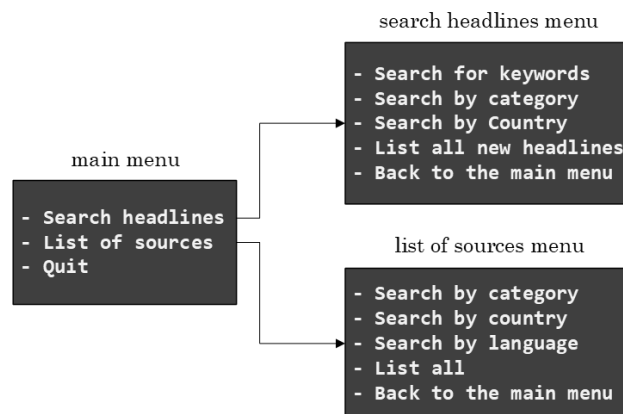 search headlines menu
- Search for keywords
- Search by category
- Search by Country
- List all new headlines
- Back to the main menu
main menu
- Search headlines
- List of sources
- Quit
list of sources menu
- Search by category
- Search by country
- Search by language
- List all
- Back to the main menu